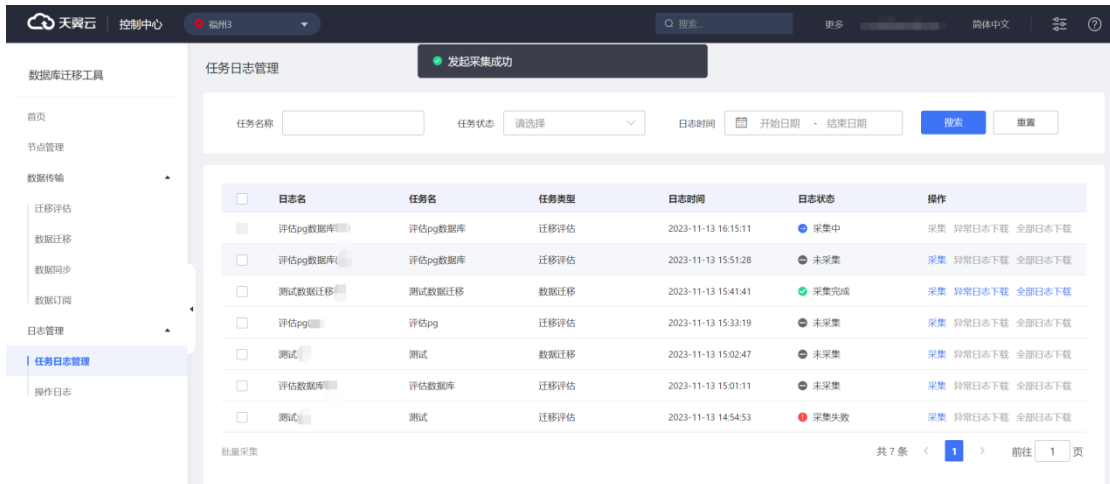 天翼云 控制中心 福州3 搜索... 更多 简体中文
发起采集成功
数据库迁移工具
首页
节点管理
数据传输
迁移评估
数据迁移
数据同步
数据订阅
日志管理
任务日志管理
操作日志
任务日志管理
任务名称 任务状态 请选择 日志时间 开始日期 - 结束日期 搜索 重置
日志名 任务名 任务类型 日志时间 日志状态 操作
评估pg数据库 评估pg数据库 迁移评估 2023-11-13 16:15:11 采集中 采集 异常日志下载 全部日志下载
评估pg数据库( 评估pg数据库 迁移评估 2023-11-13 15:51:28 未采集 采集 异常日志下载 全部日志下载
测试数据迁移 测试数据迁移 数据迁移 2023-11-13 15:41:41 采集完成 采集 异常日志下载 全部日志下载
评估pg( 评估pg 迁移评估 2023-11-13 15:33:19 未采集 采集 异常日志下载 全部日志下载
测试 测试 数据迁移 2023-11-13 15:02:47 未采集 采集 异常日志下载 全部日志下载
评估数据库 评估数据库 迁移评估 2023-11-13 15:01:11 未采集 采集 异常日志下载 全部日志下载
测试 测试 迁移评估 2023-11-13 14:54:53 采集失败 采集 异常日志下载 全部日志下载
批量采集 共 7 条 1 前往 1 页